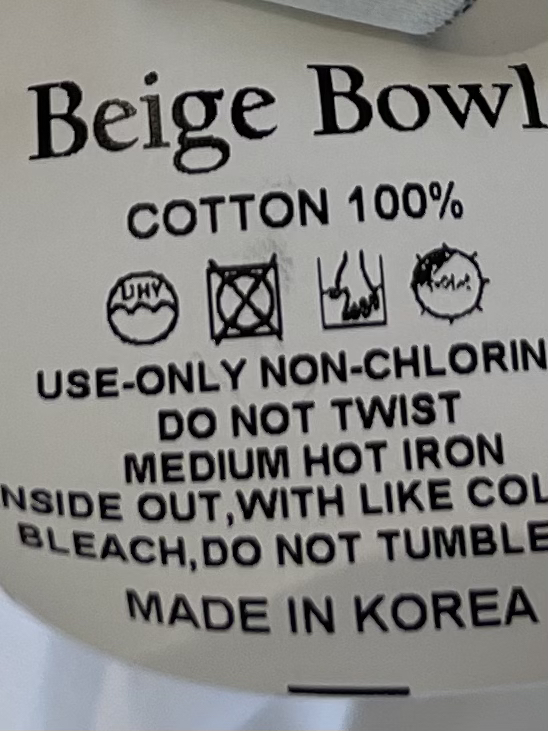 Beige Bowl
COTTON 100%
USE-ONLY NON-CHLORIN
DO NOT TWIST
MEDIUM HOT IRON
NSIDE OUT,WITH LIKE COL
BLEACH,DO NOT TUMBLE
MADE IN KOREA